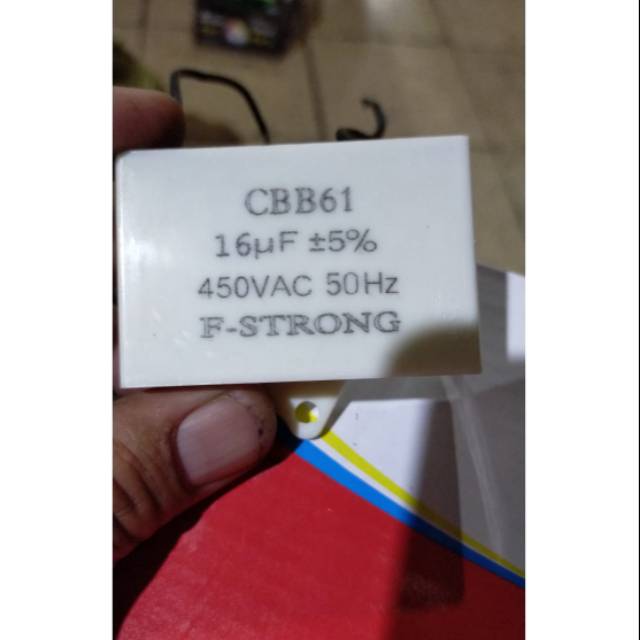 CBB61
16μF ±5%
450VAC 50Hz
F-STRONG